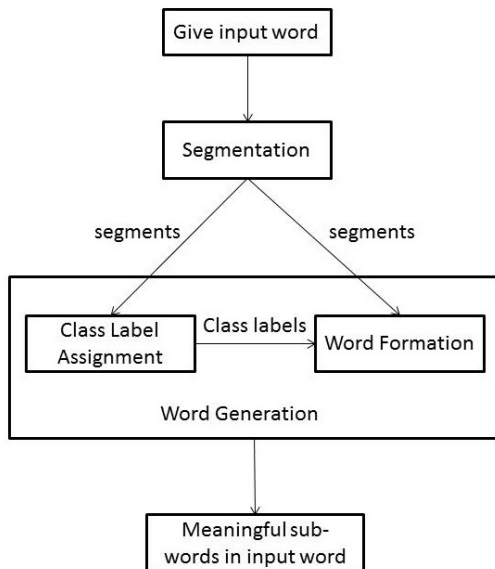 Give input word
Segmentation
segments
segments
Class Label
Assignment
Class labels
Word Formation
Word Generation
Meaningful sub-
words in input word